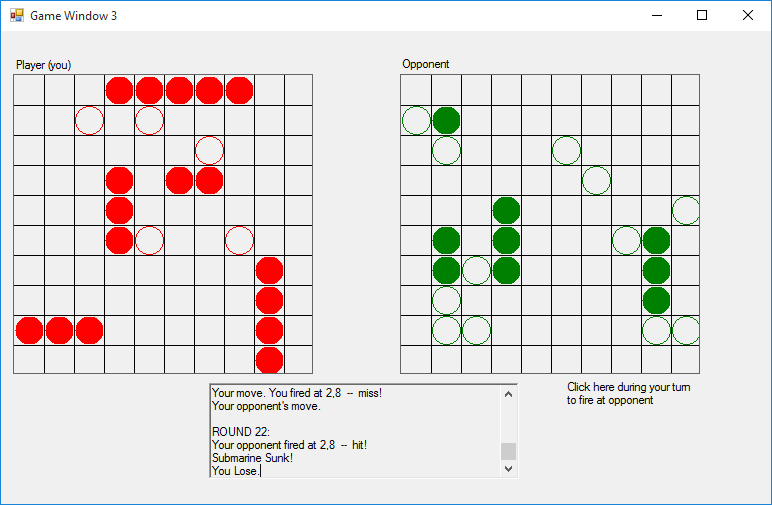 Game Window 3
Player (you)
Opponent
Your move. You fired at 2,8 -- miss!
Your opponent's move.
ROUND 22:
Your opponent fired at 2,8 -- hit!
Submarine Sunk!
You Lose.
Click here during your turn
to fire at opponent